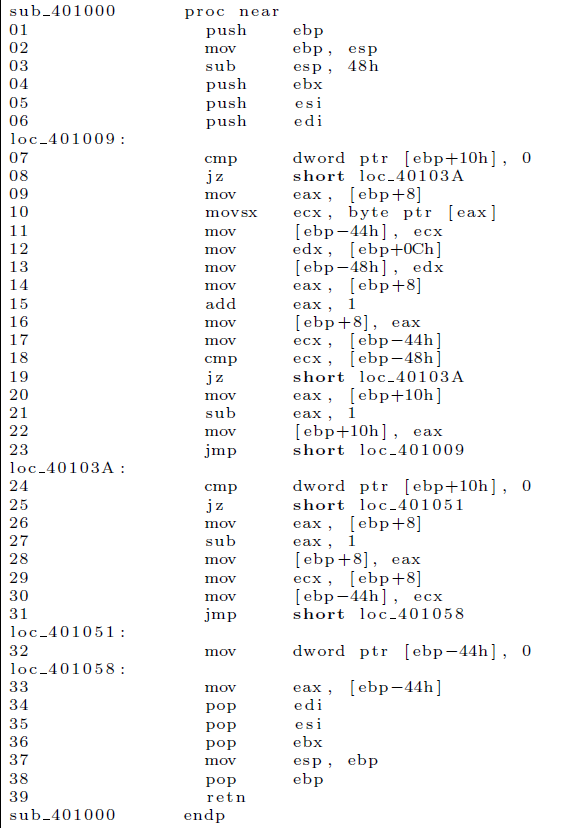 sub_401000 proc near
01 push ebp
02 mov ebp, esp
03 sub esp, 48h
04 push ebx
05 push esi
06 push edi
loc_401009:
07 cmp dword ptr [ebp+10h], 0
08 jz short loc_40103A
09 mov eax, [ebp+8]
10 movsx ecx, byte ptr [eax]
11 mov [ebp-44h], ecx
12 mov edx, [ebp+0Ch]
13 mov [ebp-48h], edx
14 mov eax, [ebp+8]
15 add eax, 1
16 mov [ebp+8], eax
17 mov ecx, [ebp-44h]
18 cmp ecx, [ebp-48h]
19 jz short loc_40103A
20 mov eax, [ebp+10h]
21 sub eax, 1
22 mov [ebp+10h], eax
23 jmp short loc_401009
loc_40103A:
24 cmp dword ptr [ebp+10h], 0
25 jz short loc_401051
26 mov eax, [ebp+8]
27 sub eax, 1
28 mov [ebp+8], eax
29 mov ecx, [ebp+8]
30 mov [ebp-44h], ecx
31 jmp short loc_401058
loc_401051:
32 mov dword ptr [ebp-44h], 0
loc_401058:
33 mov eax, [ebp-44h]
34 pop edi
35 pop esi
36 pop ebx
37 mov esp, ebp
38 pop ebp
39 retn
sub_401000 endp